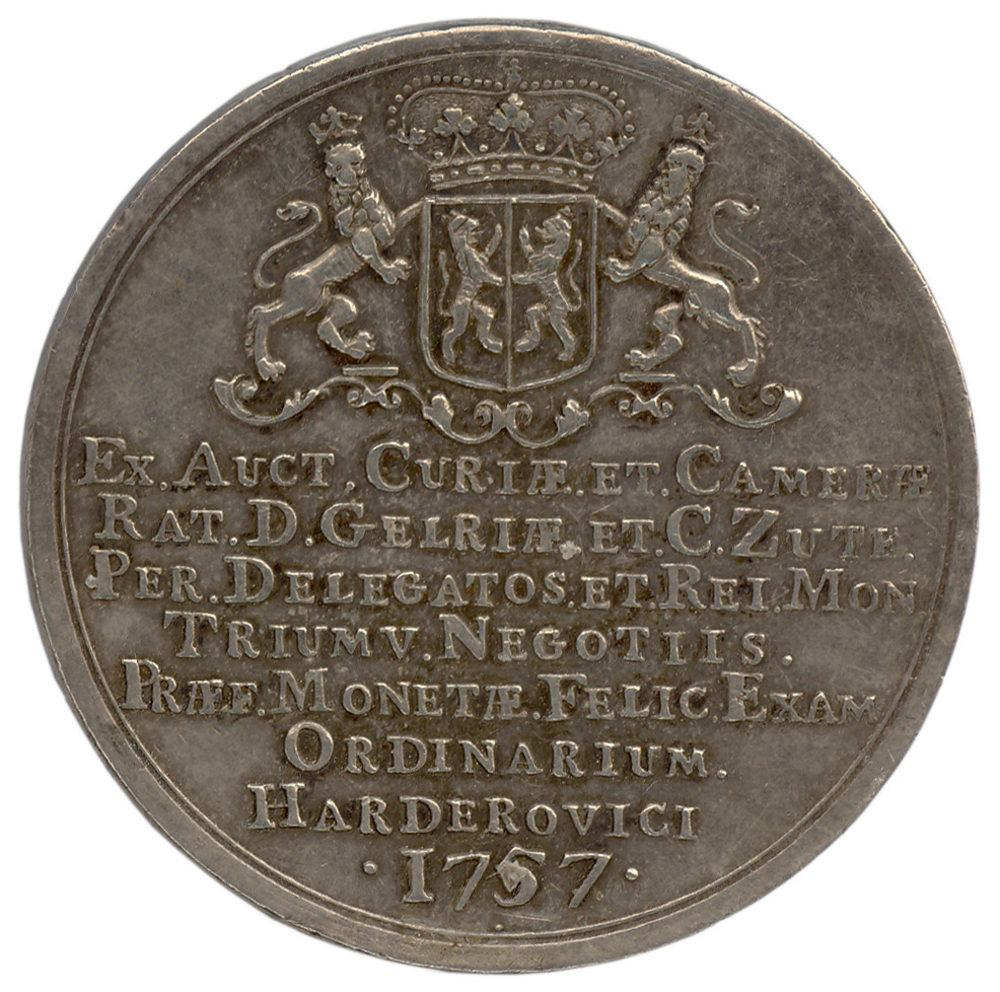 EX. AUCT. CURIÆ. ET. CAMERÆ
RAT. D. GELRIÆ. ET. C. ZUTE.
PER. DELEGATOS. ET. REI. MON
TRIUMV. NEGOTIIS.
PRÆF. MONETÆ. FELIC. EXAM
ORDINARIUM.
HARDEROVICI
· 1757 ·